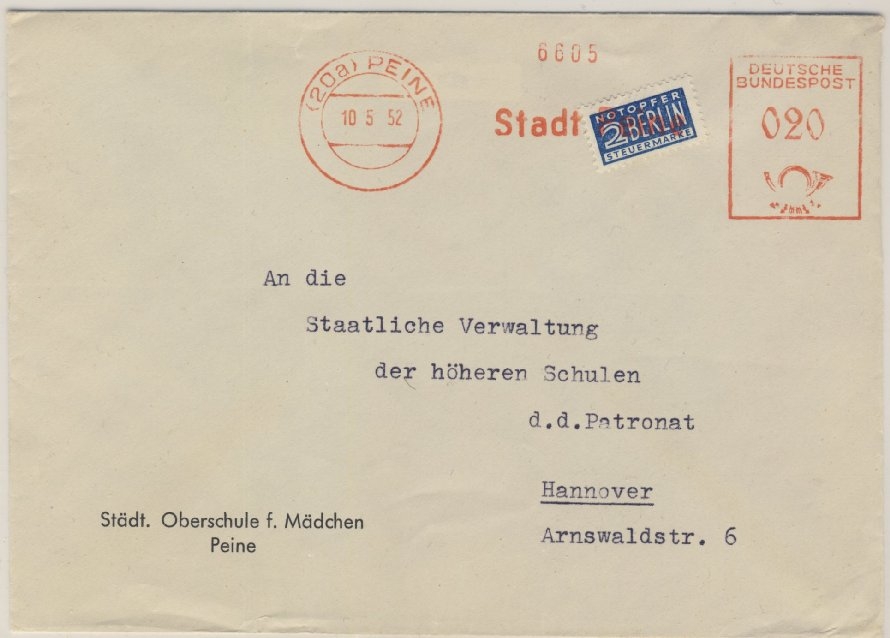 6605
(20a) PEINE
10 5 52
Stadt Peine
NOTOPFER
2 BERLIN
STEUERMARKE
DEUTSCHE
BUNDESPOST
020
An die
Staatliche Verwaltung
der höheren Schulen
d.d.Patronat
Hannover
Arnswaldstr. 6
Städt. Oberschule f. Mädchen
Peine